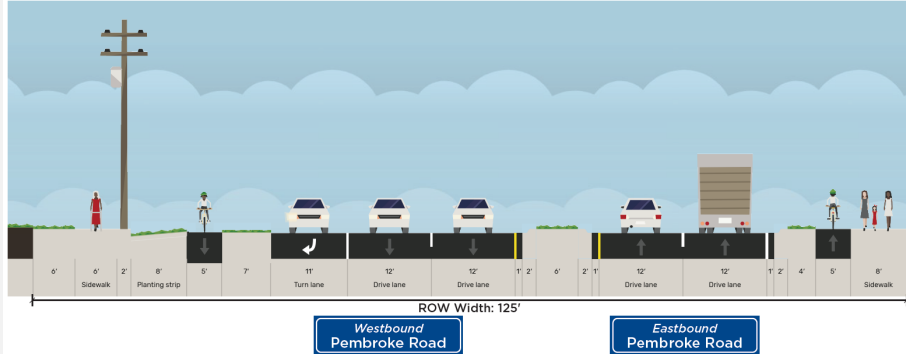 6' 6' 2' 8' 5' 7' 11' 12' 12' 1' 2' 6' 2' 1' 12' 12' 1' 2' 4' 5' 8'
Sidewalk Planting strip Turn lane Drive lane Drive lane Drive lane Drive lane Sidewalk
ROW Width: 125'
Westbound
Pembroke Road
Eastbound
Pembroke Road